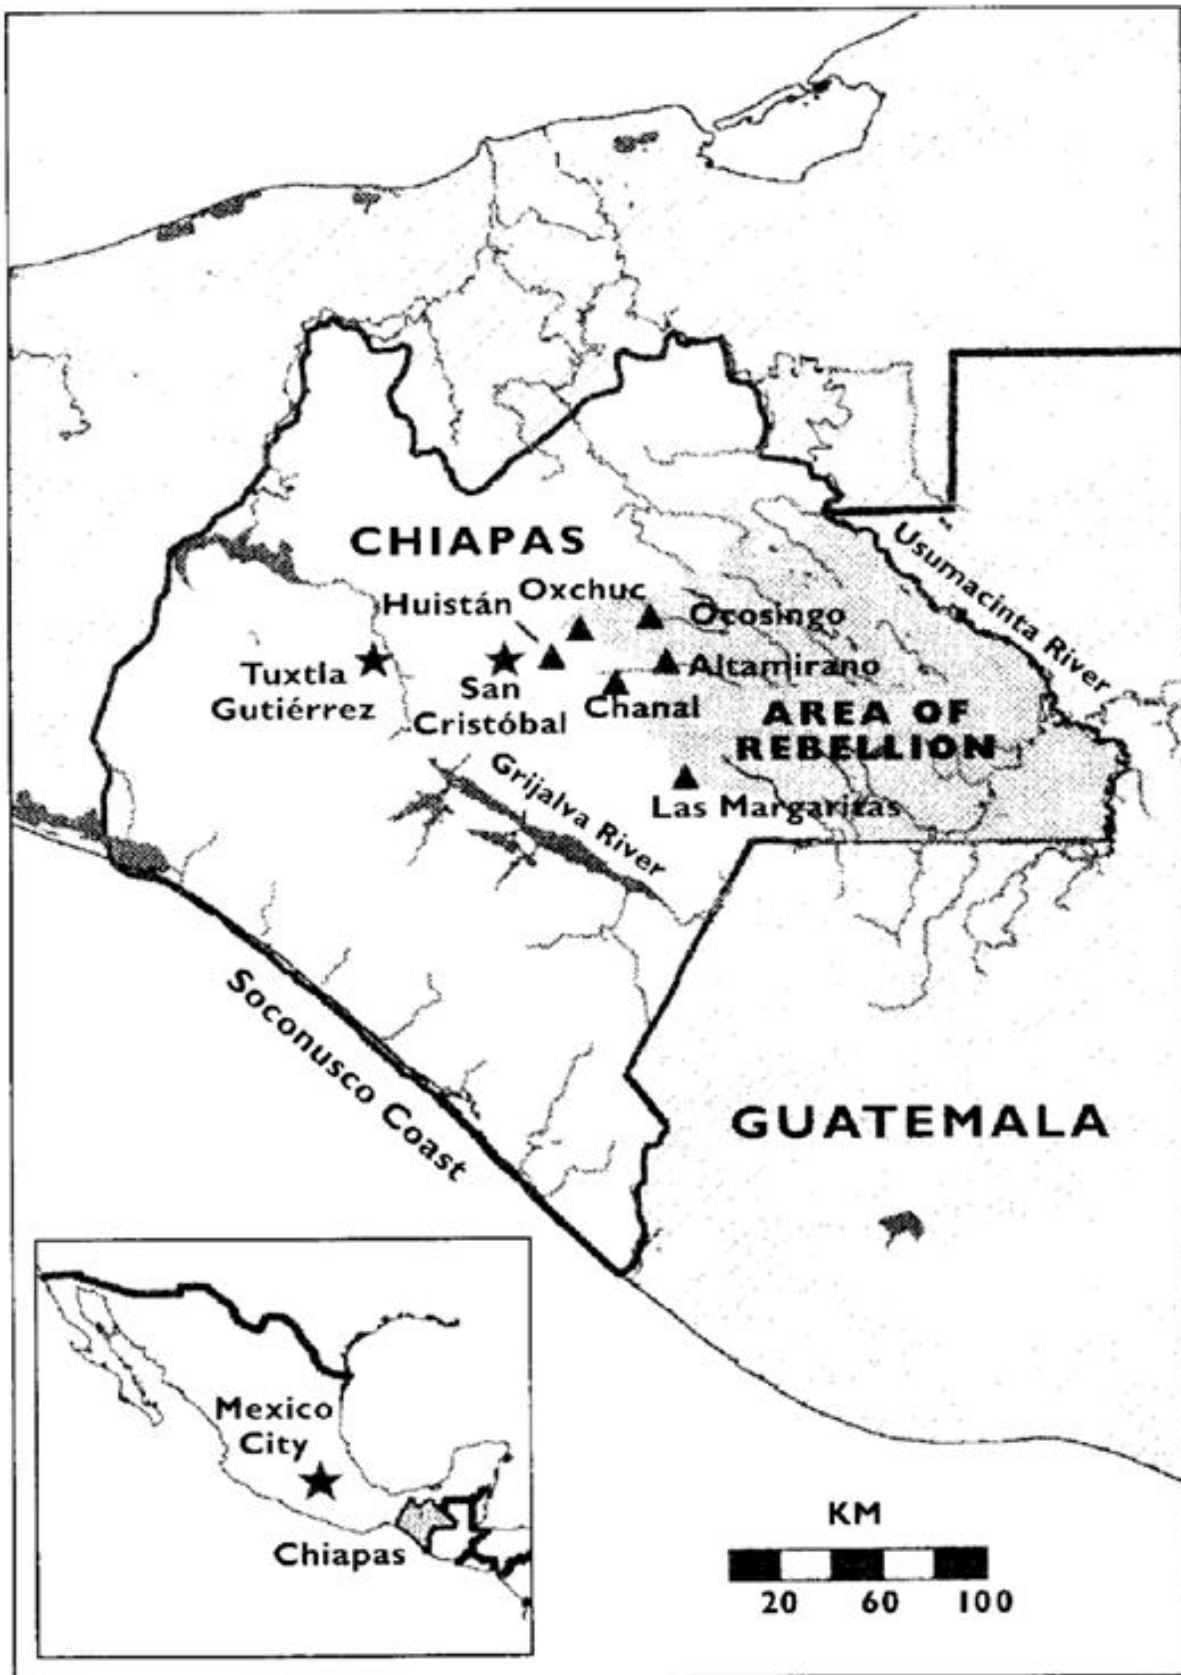 CHIAPAS
Usumacinta River
Huistán
Oxchuc
Ocosingo
Tuxtla
Gutiérrez
San
Cristóbal
Chanal
Altamirano
AREA OF
REBELLION
Grijalva River
Las Margaritas
Soconusco Coast
GUATEMALA
Mexico
City
Chiapas
KM
20 60 100